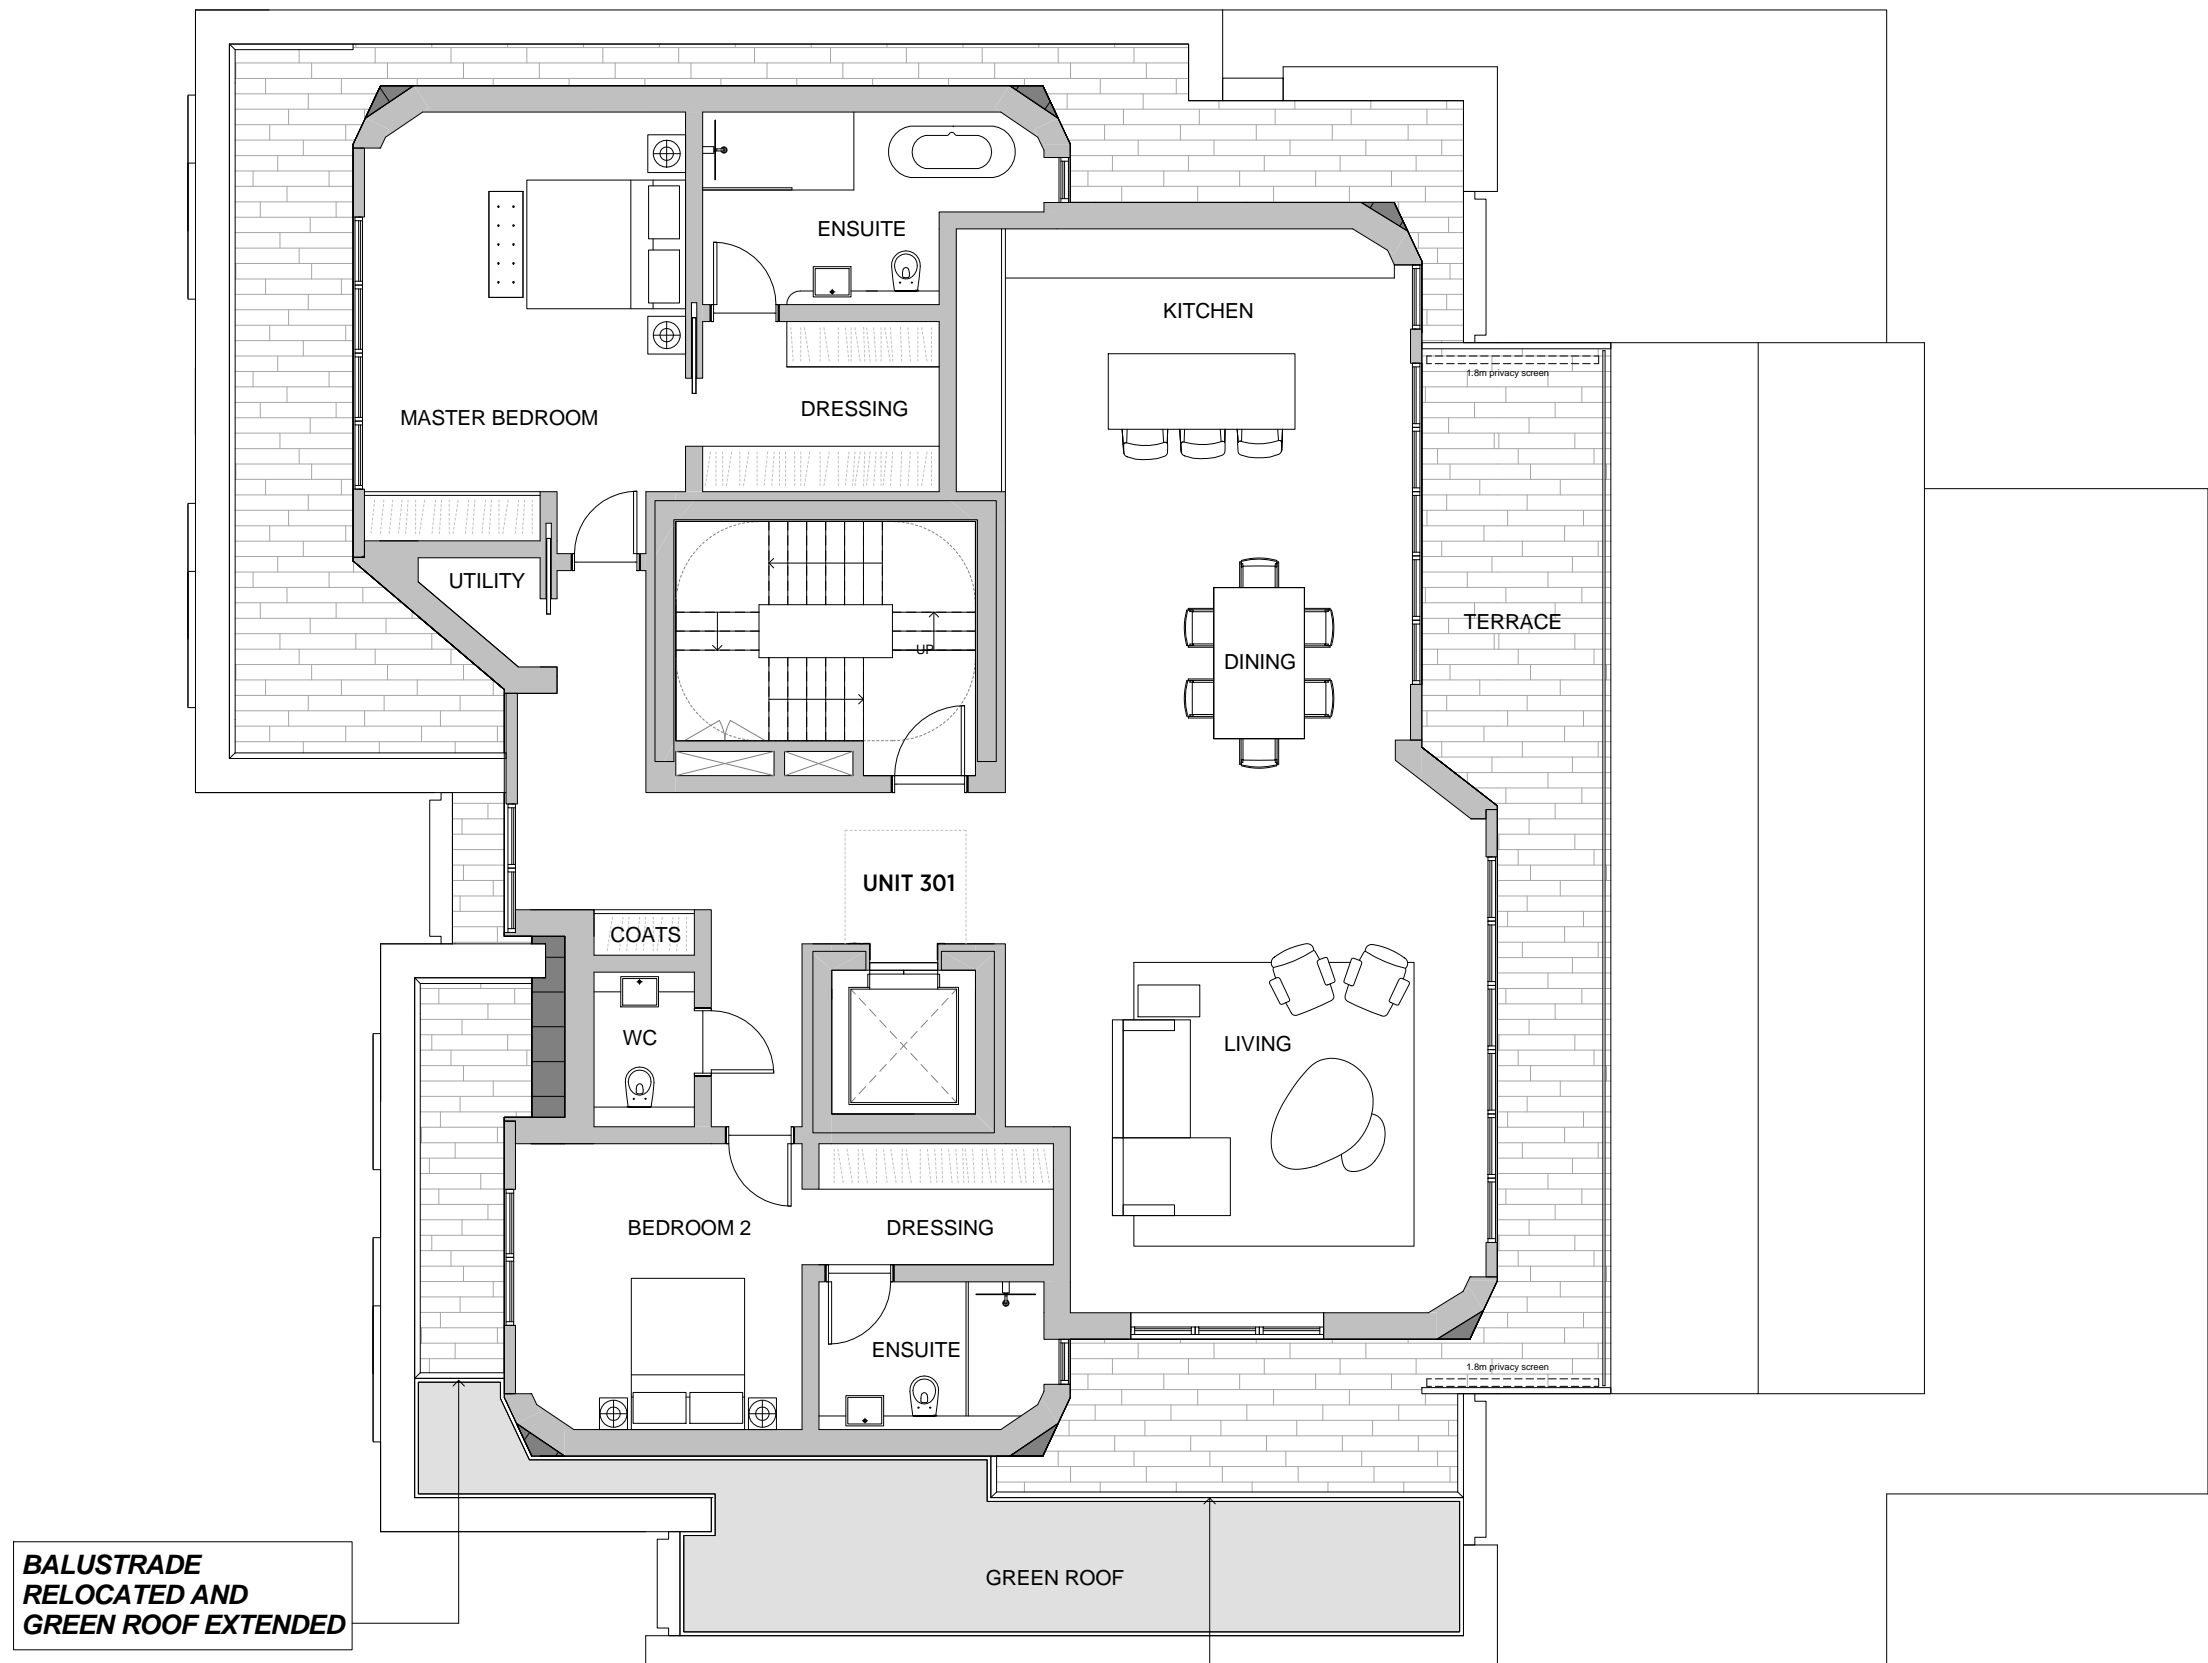 ENSUITE
KITCHEN
1.8m privacy screen
MASTER BEDROOM
DRESSING
UTILITY
TERRACE
UP
DINING
UNIT 301
COATS
WC
LIVING
BEDROOM 2
DRESSING
ENSUITE
1.8m privacy screen
BALUSTRADE
RELOCATED AND
GREEN ROOF EXTENDED
GREEN ROOF